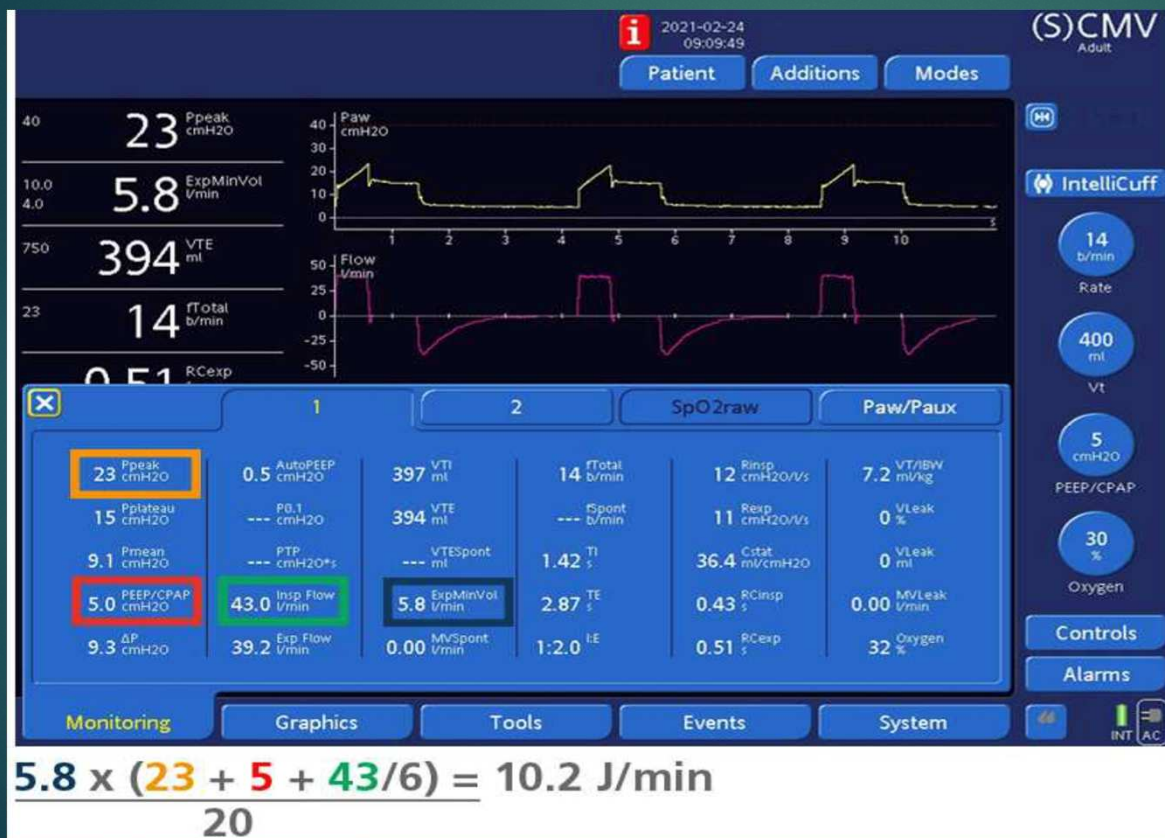 i 2021-02-24
09:09:49
(S)CMV
Adult
Patient Additions Modes
40 23 Ppeak cmH2O
10.0 4.0 5.8 ExpMinVol l/min
750 394 VTE ml
23 14 fTotal b/min
0.51 RCexp s
Paw cmH2O
40
30
20
10
0
s
1 2 3 4 5 6 7 8 9 10
Flow l/min
50
25
0
-25
-50
IntelliCuff
14 b/min
Rate
400 ml
Vt
5 cmH2O
PEEP/CPAP
30 %
Oxygen
Controls
Alarms
INT AC
1 2 SpO2raw Paw/Paux
23 Ppeak cmH2O 0.5 AutoPEEP cmH2O 397 VTI ml 14 fTotal b/min 12 Rinsp cmH2O/l/s 7.2 VT/IBW ml/kg
15 Pplateau cmH2O --- P0.1 cmH2O 394 VTE ml --- fSpont b/min 11 Rexp cmH2O/l/s 0 VLeak %
9.1 Pmean cmH2O --- PTP cmH2O*s --- VTESpont ml 1.42 TI s 36.4 Cstat ml/cmH2O 0 VLeak ml
5.0 PEEP/CPAP cmH2O 43.0 Insp Flow l/min 5.8 ExpMinVol l/min 2.87 TE s 0.43 RCinsp s 0.00 MVLeak l/min
9.3 ΔP cmH2O 39.2 Exp Flow l/min 0.00 MVSpont l/min 1:2.0 I:E 0.51 RCexp s 32 Oxygen %
Monitoring Graphics Tools Events System
5.8 x (23 + 5 + 43/6) = 10.2 J/min
20